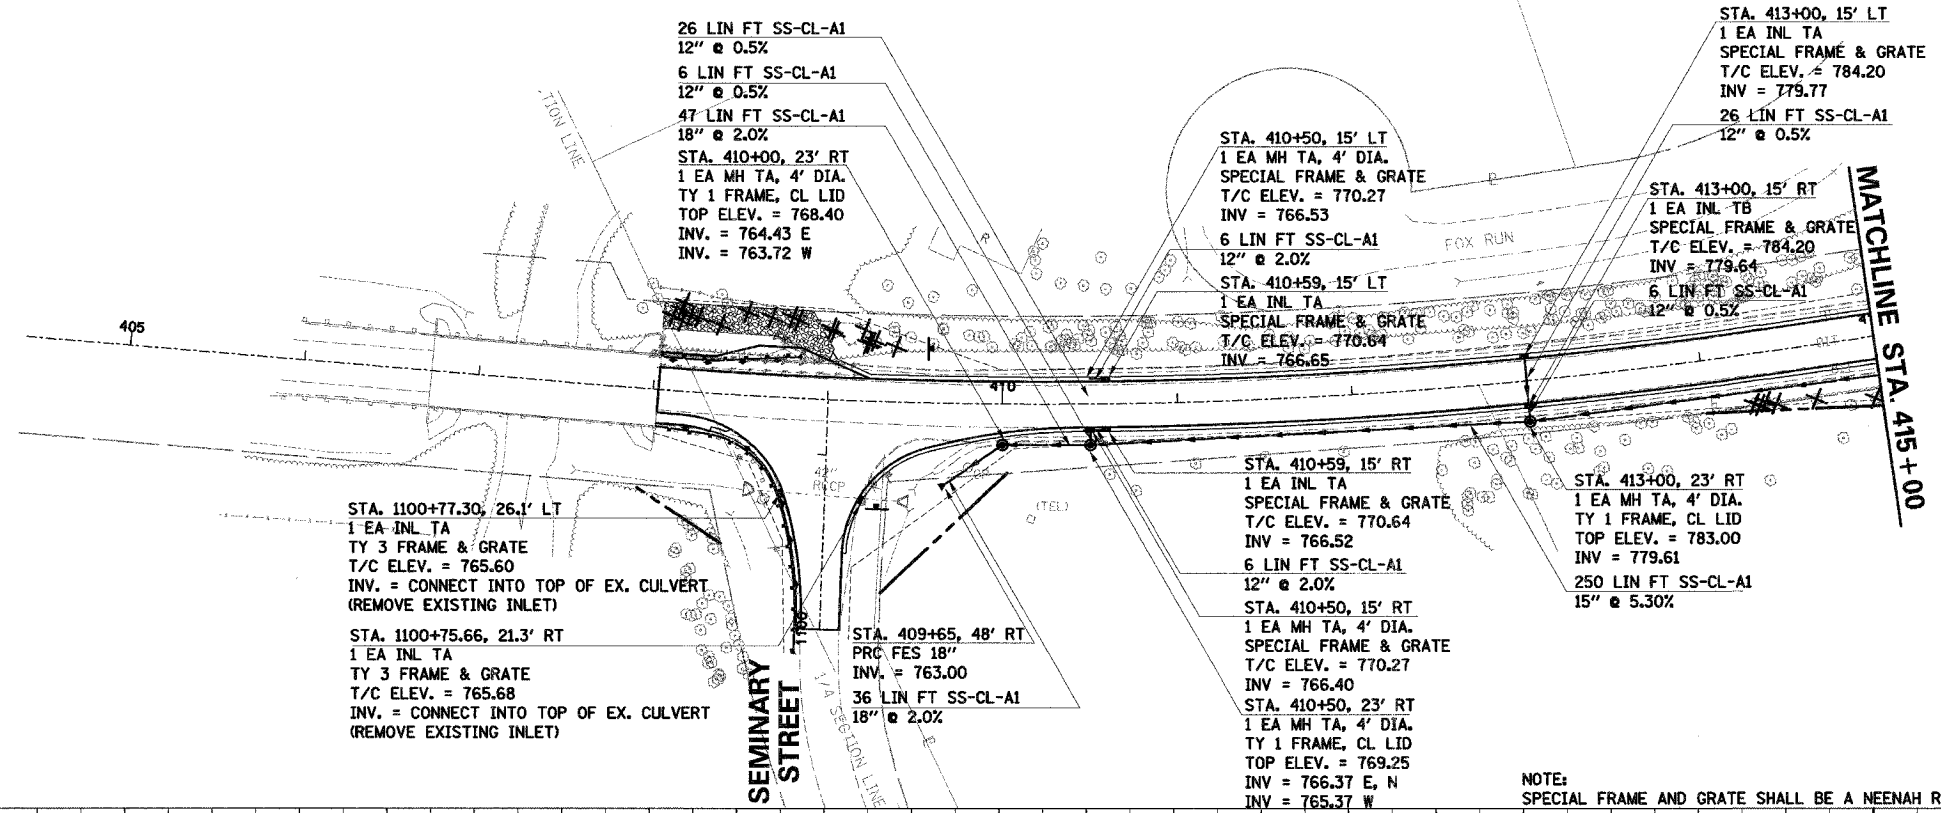 26 LIN FT SS-CL-A1
12" @ 0.5%
6 LIN FT SS-CL-A1
12" @ 0.5%
47 LIN FT SS-CL-A1
18" @ 2.0%
STA. 410+00, 23' RT
1 EA MH TA, 4' DIA.
TY 1 FRAME, CL LID
TOP ELEV. = 768.40
INV. = 764.43 E
INV. = 763.72 W
STA. 410+50, 15' LT
1 EA MH TA, 4' DIA.
SPECIAL FRAME & GRATE
T/C ELEV. = 770.27
INV = 766.53
6 LIN FT SS-CL-A1
12" @ 2.0%
STA. 410+59, 15' LT
1 EA INL TA
SPECIAL FRAME & GRATE
T/C ELEV. = 770.64
INV = 766.65
STA. 413+00, 15' LT
1 EA INL TA
SPECIAL FRAME & GRATE
T/C ELEV. = 784.20
INV = 779.77
26 LIN FT SS-CL-A1
12" @ 0.5%
STA. 413+00, 15' RT
1 EA INL TB
SPECIAL FRAME & GRATE
T/C ELEV. = 784.20
INV = 779.64
6 LIN FT SS-CL-A1
12" @ 0.5%
MATCHLINE STA. 415+00
TION LINE
FOX RUN
R
405
410
(TEL)
RCP
STA. 1100+77.30, 26.1' LT
1 EA INL TA
TY 3 FRAME & GRATE
T/C ELEV. = 765.60
INV. = CONNECT INTO TOP OF EX. CULVERT
(REMOVE EXISTING INLET)
STA. 1100+75.66, 21.3' RT
1 EA INL TA
TY 3 FRAME & GRATE
T/C ELEV. = 765.68
INV. = CONNECT INTO TOP OF EX. CULVERT
(REMOVE EXISTING INLET)
1100
SEMINARY
STREET
1/4 SECTION LINE
STA. 409+65, 48' RT
PRC FES 18"
INV. = 763.00
36 LIN FT SS-CL-A1
18" @ 2.0%
STA. 410+59, 15' RT
1 EA INL TA
SPECIAL FRAME & GRATE
T/C ELEV. = 770.64
INV = 766.52
6 LIN FT SS-CL-A1
12" @ 2.0%
STA. 410+50, 15' RT
1 EA MH TA, 4' DIA.
SPECIAL FRAME & GRATE
T/C ELEV. = 770.27
INV = 766.40
STA. 410+50, 23' RT
1 EA MH TA, 4' DIA.
TY 1 FRAME, CL LID
TOP ELEV. = 769.25
INV = 766.37 E, N
INV = 765.37 W
STA. 413+00, 23' RT
1 EA MH TA, 4' DIA.
TY 1 FRAME, CL LID
TOP ELEV. = 783.00
INV = 779.61
250 LIN FT SS-CL-A1
15" @ 5.30%
NOTE:
SPECIAL FRAME AND GRATE SHALL BE A NEENAH R